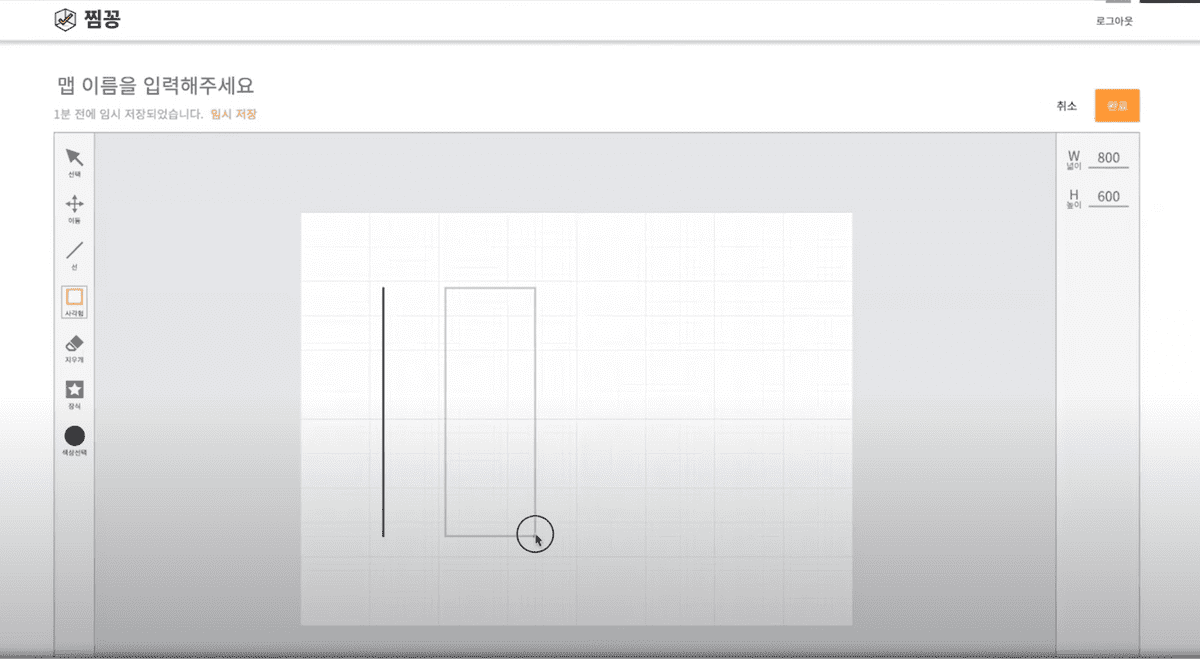 찜꽁
로그아웃
맵 이름을 입력해주세요
1분 전에 임시 저장되었습니다. 임시 저장
취소
완료
선택
이동
선
사각형
지우개
장식
색상선택
W 800
넓이
H 600
높이